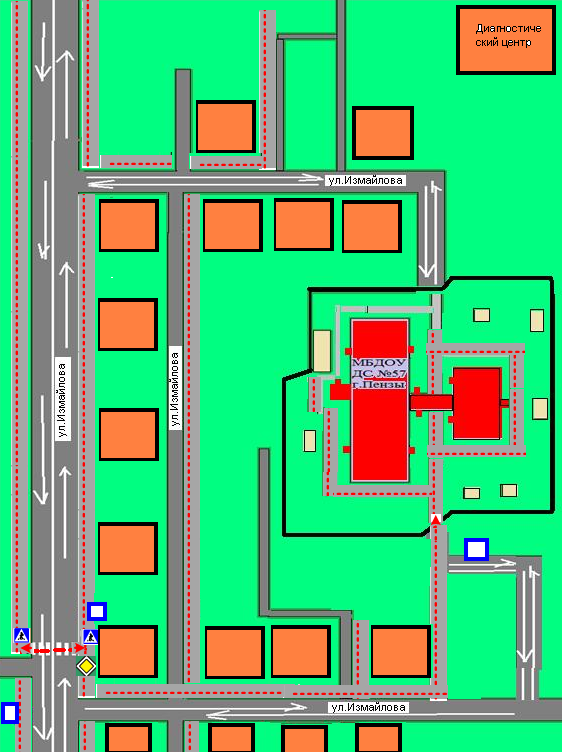 Диагностиче
ский центр
ул.Измайлова
МБДОУ
ДС №57
г.Пензы
ул.Измайлова
ул.Измайлова
ул.Измайлова